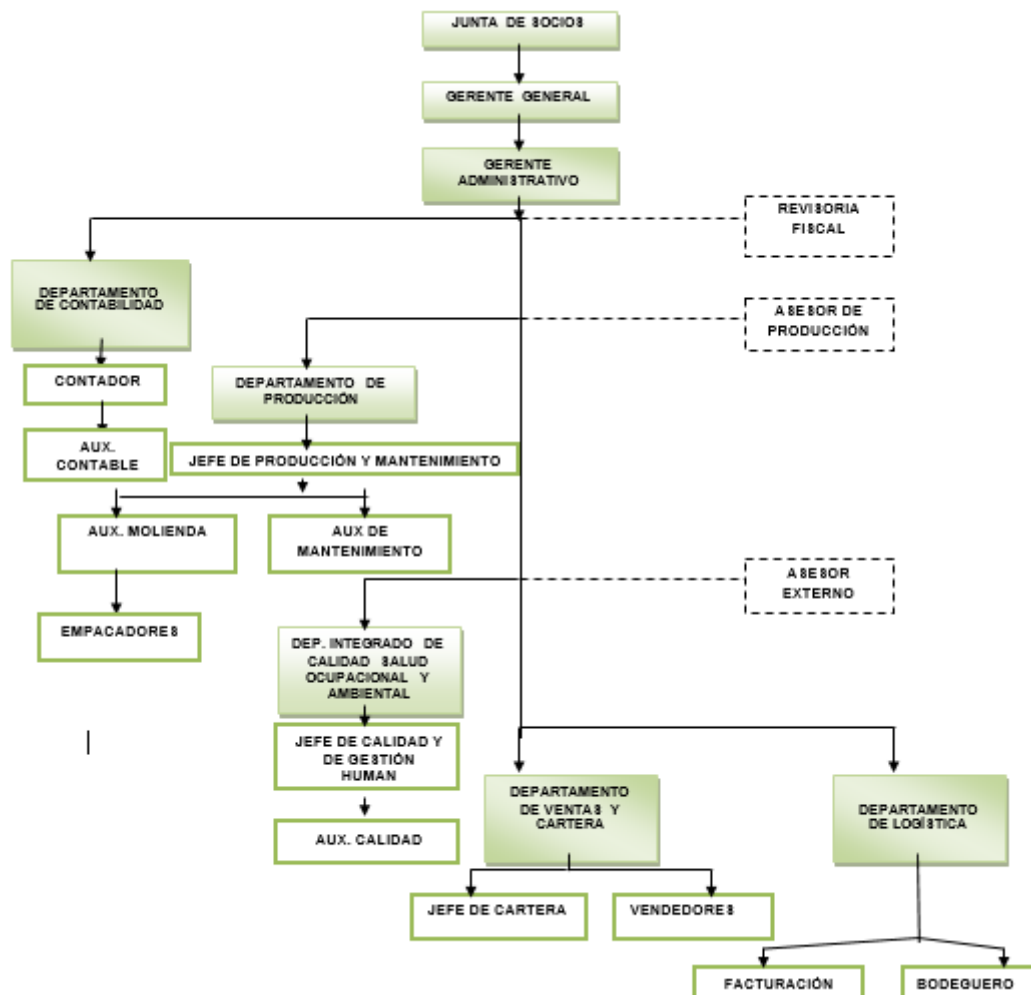 JUNTA DE SOCIOS
GERENTE GENERAL
GERENTE
ADMINISTRATIVO
REVISORIA
FISCAL
DEPARTAMENTO
DE CONTABILIDAD
ASESOR DE
PRODUCCIÓN
CONTADOR
DEPARTAMENTO DE
PRODUCCIÓN
AUX.
CONTABLE
JEFE DE PRODUCCIÓN Y MANTENIMIENTO
AUX. MOLIENDA
AUX DE
MANTENIMIENTO
ASESOR
EXTERNO
EMPACADORES
DEP. INTEGRADO DE
CALIDAD SALUD
OCUPACIONAL Y
AMBIENTAL
JEFE DE CALIDAD Y
DE GESTIÓN
HUMAN
AUX. CALIDAD
DEPARTAMENTO
DE VENTAS Y
CARTERA
DEPARTAMENTO
DE LOGÍSTICA
JEFE DE CARTERA
VENDEDORES
FACTURACIÓN
BODEGUERO